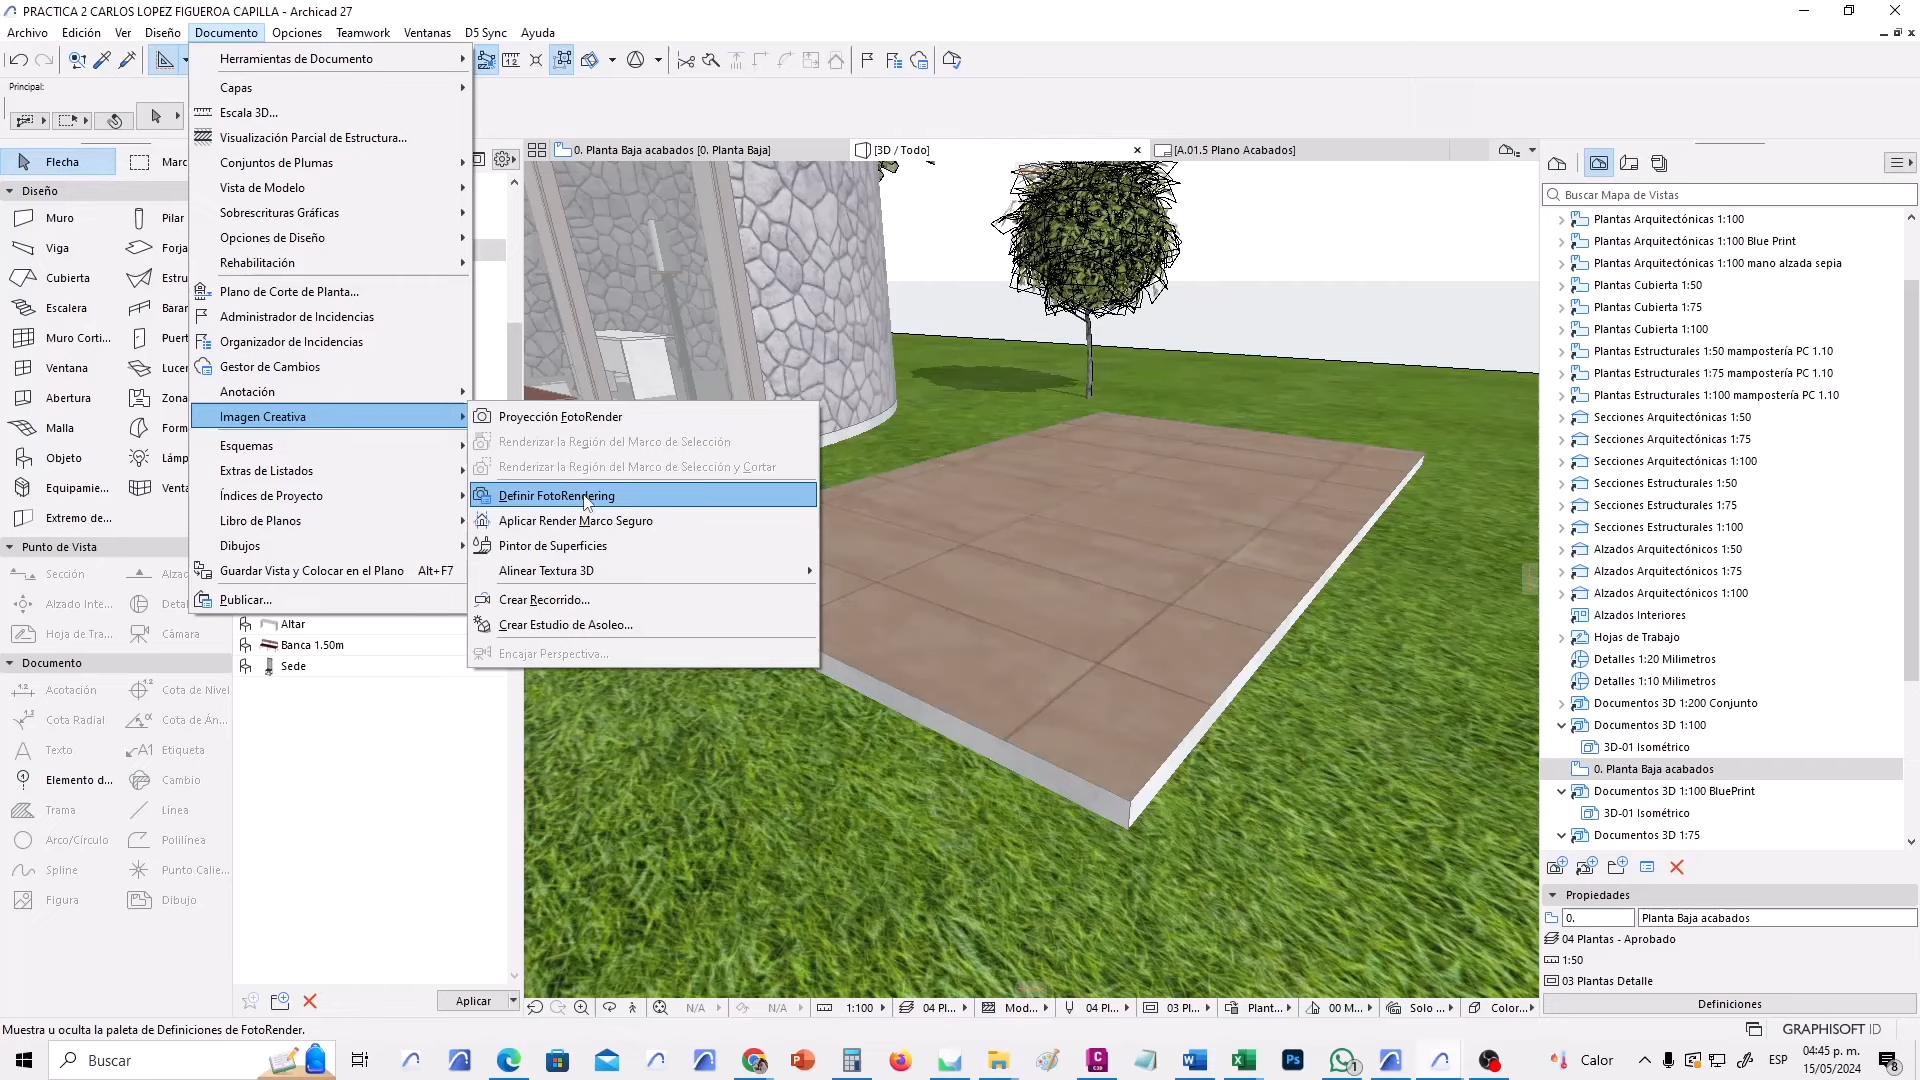 PRACTICA 2 CARLOS LOPEZ FIGUEROA CAPILLA - Archicad 27
Archivo Edición Ver Diseño Documento Opciones Teamwork Ventanas D5 Sync Ayuda
Principal:
Flecha
Diseño
Muro
Pilar
Viga
Forja
Cubierta
Escalera
Muro Corti...
Puert
Ventana
Abertura
Zona
Malla
Form
Objeto
Equipamie...
Extremo de...
Punto de Vista
Sección
Alzado Inte...
Hoja de Tra...
Cámara
Documento
Acotación
Cota de Nivel
Cota Radial
Cota de Án...
Texto
Etiqueta
Elemento d...
Cambio
Trama
Línea
Arco/Círculo
Polilínea
Spline
Punto Calie...
Figura
Dibujo
Herramientas de Documento
Capas
Escala 3D...
Visualización Parcial de Estructura...
Conjuntos de Plumas
Vista de Modelo
Sobrescrituras Gráficas
Opciones de Diseño
Rehabilitación
Plano de Corte de Planta...
Administrador de Incidencias
Organizador de Incidencias
Gestor de Cambios
Anotación
Imagen Creativa
Esquemas
Extras de Listados
Índices de Proyecto
Libro de Planos
Dibujos
Guardar Vista y Colocar en el Plano Alt+F7
Publicar...
Proyección FotoRender
Renderizar la Región del Marco de Selección
Renderizar la Región del Marco de Selección y Cortar
Definir FotoRendering
Aplicar Render Marco Seguro
Pintor de Superficies
Alinear Textura 3D
Crear Recorrido...
Crear Estudio de Asoleo...
Encajar Perspectiva...
Altar
Banca 1.50m
Sede
Aplicar
0. Planta Baja acabados [0. Planta Baja]
[3D / Todo]
[A.01.5 Plano Acabados]
N/A N/A 1:100 04 Pl... Mod... 04 Pl... 03 Pl... Plant... 00 M... Solo ... Color...
Buscar Mapa de Vistas
Plantas Arquitectónicas 1:100
Plantas Arquitectónicas 1:100 Blue Print
Plantas Arquitectónicas 1:100 mano alzada sepia
Plantas Cubierta 1:50
Plantas Cubierta 1:75
Plantas Cubierta 1:100
Plantas Estructurales 1:50 mampostería PC 1.10
Plantas Estructurales 1:75 mampostería PC 1.10
Plantas Estructurales 1:100 mampostería PC 1.10
Secciones Arquitectónicas 1:50
Secciones Arquitectónicas 1:75
Secciones Arquitectónicas 1:100
Secciones Estructurales 1:50
Secciones Estructurales 1:75
Secciones Estructurales 1:100
Alzados Arquitectónicos 1:50
Alzados Arquitectónicos 1:75
Alzados Arquitectónicos 1:100
Alzados Interiores
Hojas de Trabajo
Detalles 1:20 Milimetros
Detalles 1:10 Milimetros
Documentos 3D 1:200 Conjunto
Documentos 3D 1:100
3D-01 Isométrico
0. Planta Baja acabados
Documentos 3D 1:100 BluePrint
3D-01 Isométrico
Documentos 3D 1:75
Propiedades
0. Planta Baja acabados
04 Plantas - Aprobado
1:50
03 Plantas Detalle
Definiciones
Muestra u oculta la paleta de Definiciones de FotoRender.
GRAPHISOFT ID
Buscar
Calor
ESP
04:45 p. m.
15/05/2024
8